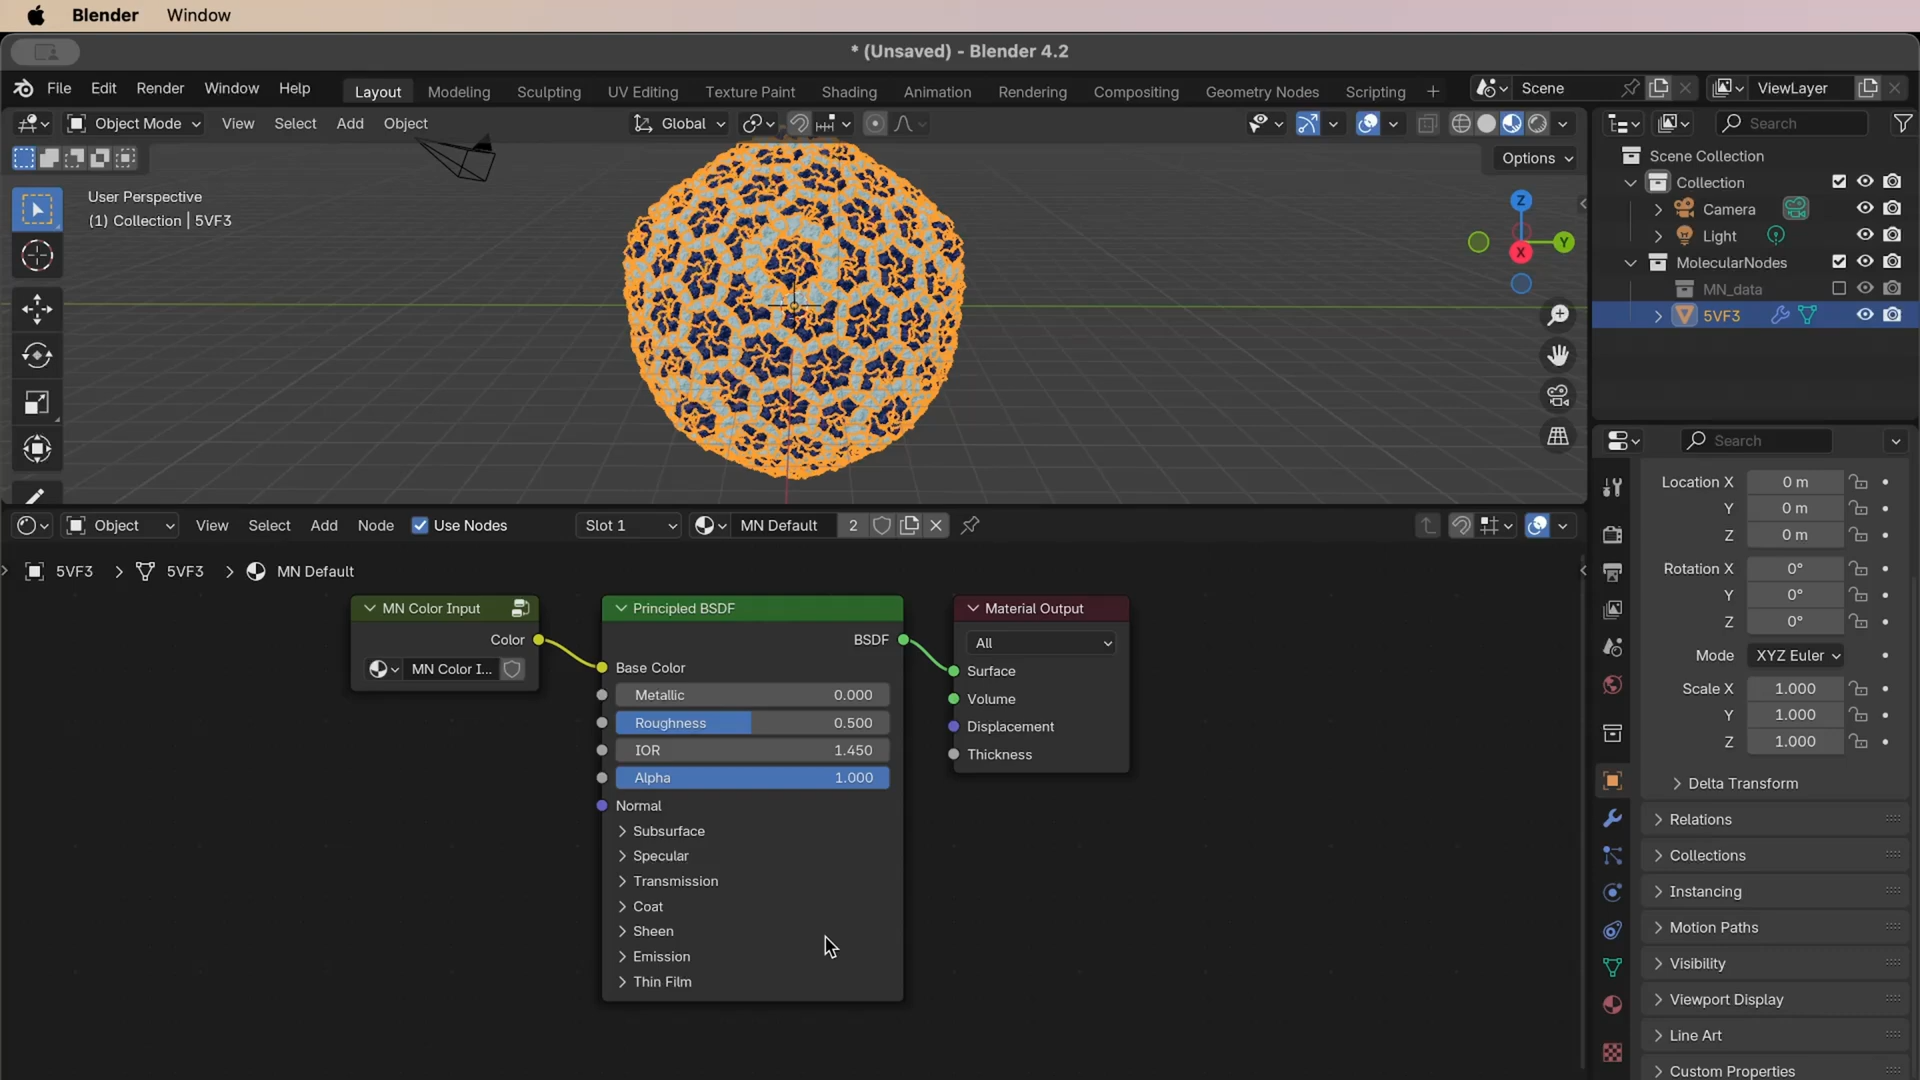 Blender Window
* (Unsaved) - Blender 4.2
File Edit Render Window Help Layout Modeling Sculpting UV Editing Texture Paint Shading Animation Rendering Compositing Geometry Nodes Scripting + Scene ViewLayer
Object Mode View Select Add Object Global Search
Options
User Perspective
(1) Collection | 5VF3
Z
Y
X
Scene Collection
Collection
Camera
Light
MolecularNodes
MN_data
5VF3
Object View Select Add Node Use Nodes Slot 1 MN Default 2
5VF3 > 5VF3 > MN Default
MN Color Input
Color
MN Color I...
Principled BSDF
BSDF
Base Color
Metallic 0.000
Roughness 0.500
IOR 1.450
Alpha 1.000
Normal
Subsurface
Specular
Transmission
Coat
Sheen
Emission
Thin Film
Material Output
All
Surface
Volume
Displacement
Thickness
Search
Location X 0 m
Y 0 m
Z 0 m
Rotation X 0°
Y 0°
Z 0°
Mode XYZ Euler
Scale X 1.000
Y 1.000
Z 1.000
Delta Transform
Relations
Collections
Instancing
Motion Paths
Visibility
Viewport Display
Line Art
Custom Properties